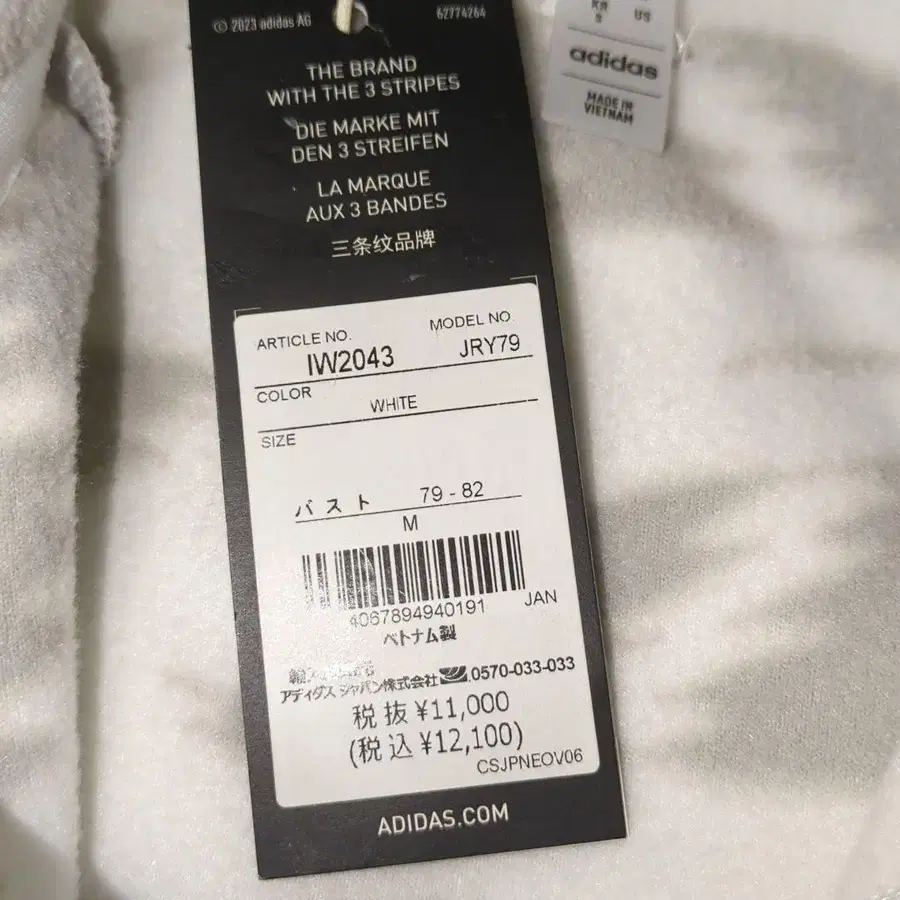 © 2023 adidas AG 62774264
THE BRAND
WITH THE 3 STRIPES
DIE MARKE MIT
DEN 3 STREIFEN
LA MARQUE
AUX 3 BANDES
三条纹品牌
ARTICLE NO. MODEL NO.
IW2043 JRY79
COLOR
WHITE
SIZE
バスト 79 - 82
M
4067894940191 JAN
ベトナム製
アディダス ジャパン株式会社 0570-033-033
税抜 ¥11,000
(税込 ¥12,100)
CSJPNEOV06
ADIDAS.COM
KR
S
US
adidas
MADE IN
VIETNAM